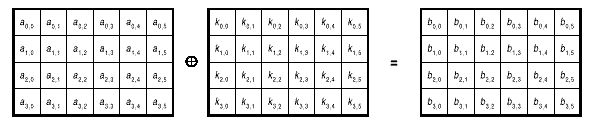 a0,0 a0,1 a0,2 a0,3 a0,4 a0,5 k0,0 k0,1 k0,2 k0,3 k0,4 k0,5 b0,0 b0,1 b0,2 b0,3 b0,4 b0,5
a1,0 a1,1 a1,2 a1,3 a1,4 a1,5 ⊕ k1,0 k1,1 k1,2 k1,3 k1,4 k1,5 = b1,0 b1,1 b1,2 b1,3 b1,4 b1,5
a2,0 a2,1 a2,2 a2,3 a2,4 a2,5 k2,0 k2,1 k2,2 k2,3 k2,4 k2,5 b2,0 b2,1 b2,2 b2,3 b2,4 b2,5
a3,0 a3,1 a3,2 a3,3 a3,4 a3,5 k3,0 k3,1 k3,2 k3,3 k3,4 k3,5 b3,0 b3,1 b3,2 b3,3 b3,4 b3,5